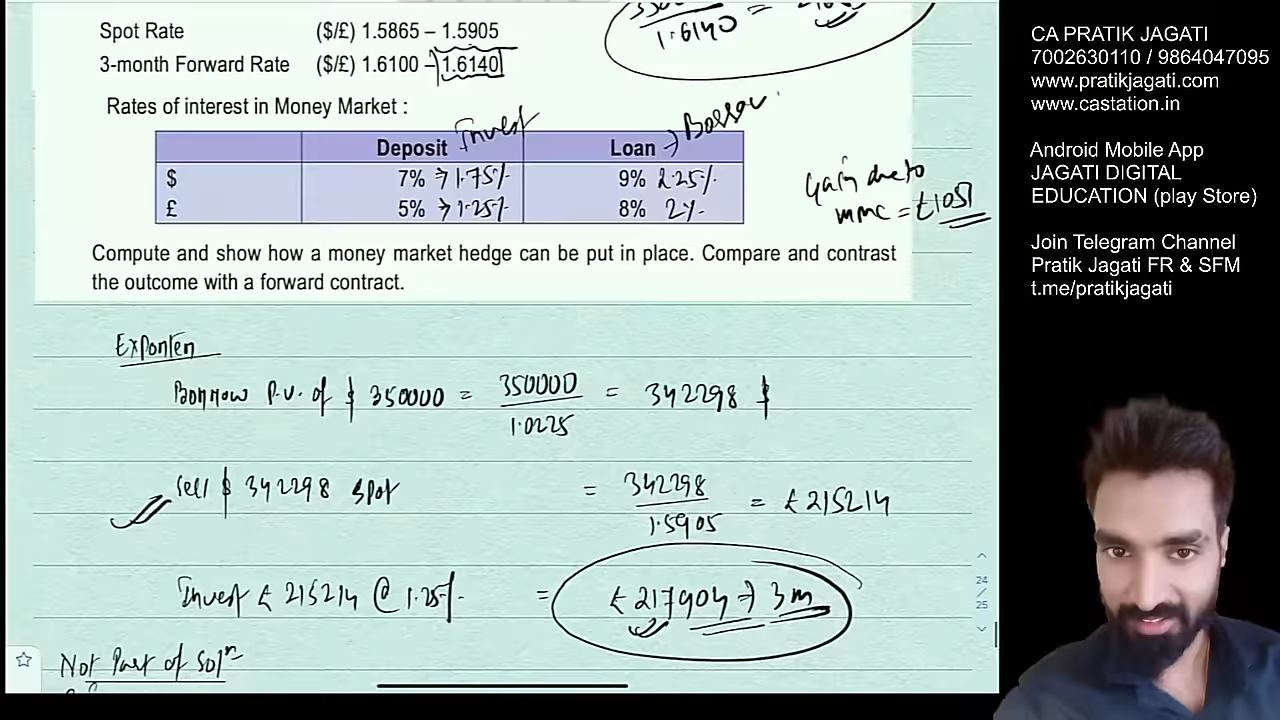 Spot Rate ($/£) 1.5865 – 1.5905
3-month Forward Rate ($/£) 1.6100 – 1.6140
1.6140 =
Rates of interest in Money Market :
Invest
→ Borrow
Deposit Loan
$ 7% → 1.75% 9% 2.25%
£ 5% → 1.25% 8% 2%
Gain due to
mmc = £1051
Compute and show how a money market hedge can be put in place. Compare and contrast
the outcome with a forward contract.
Exporter
Borrow P.V. of $ 350000 = 350000 / 1.0225 = 342298 $
Sell $ 342298 spot = 342298 / 1.5905 = £ 215214
Invest £ 215214 @ 1.25% = £ 217904 → 3m
Not Part of Solⁿ
24
/
25
CA PRATIK JAGATI
7002630110 / 9864047095
www.pratikjagati.com
www.castation.in
Android Mobile App
JAGATI DIGITAL
EDUCATION (play Store)
Join Telegram Channel
Pratik Jagati FR & SFM
t.me/pratikjagati